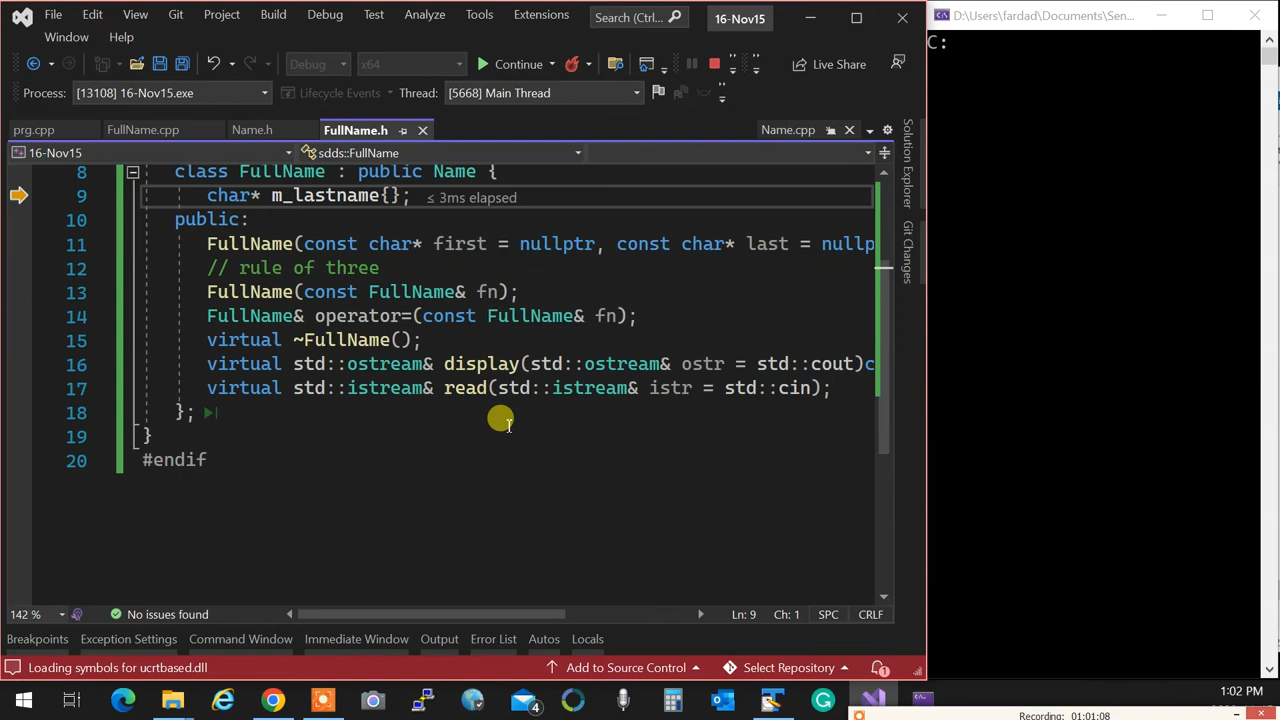 File Edit View Git Project Build Debug Test Analyze Tools Extensions Search (Ctrl... 16-Nov15
Window Help
Debug x64 Continue Live Share
Process: [13108] 16-Nov15.exe Lifecycle Events Thread: [5668] Main Thread
prg.cpp FullName.cpp Name.h FullName.h Name.cpp
16-Nov15 sdds::FullName
8 class FullName : public Name {
9 char* m_lastname{}; ≤ 3ms elapsed
10 public:
11 FullName(const char* first = nullptr, const char* last = nullp
12 // rule of three
13 FullName(const FullName& fn);
14 FullName& operator=(const FullName& fn);
15 virtual ~FullName();
16 virtual std::ostream& display(std::ostream& ostr = std::cout)c
17 virtual std::istream& read(std::istream& istr = std::cin);
18 };
19 }
20 #endif
142 % No issues found Ln: 9 Ch: 1 SPC CRLF
Breakpoints Exception Settings Command Window Immediate Window Output Error List Autos Locals
Loading symbols for ucrtbased.dll Add to Source Control Select Repository 1
Solution Explorer
Git Changes
D:\Users\fardad\Documents\Sen...
C:
4
1:02 PM
Recording: 01:01:08